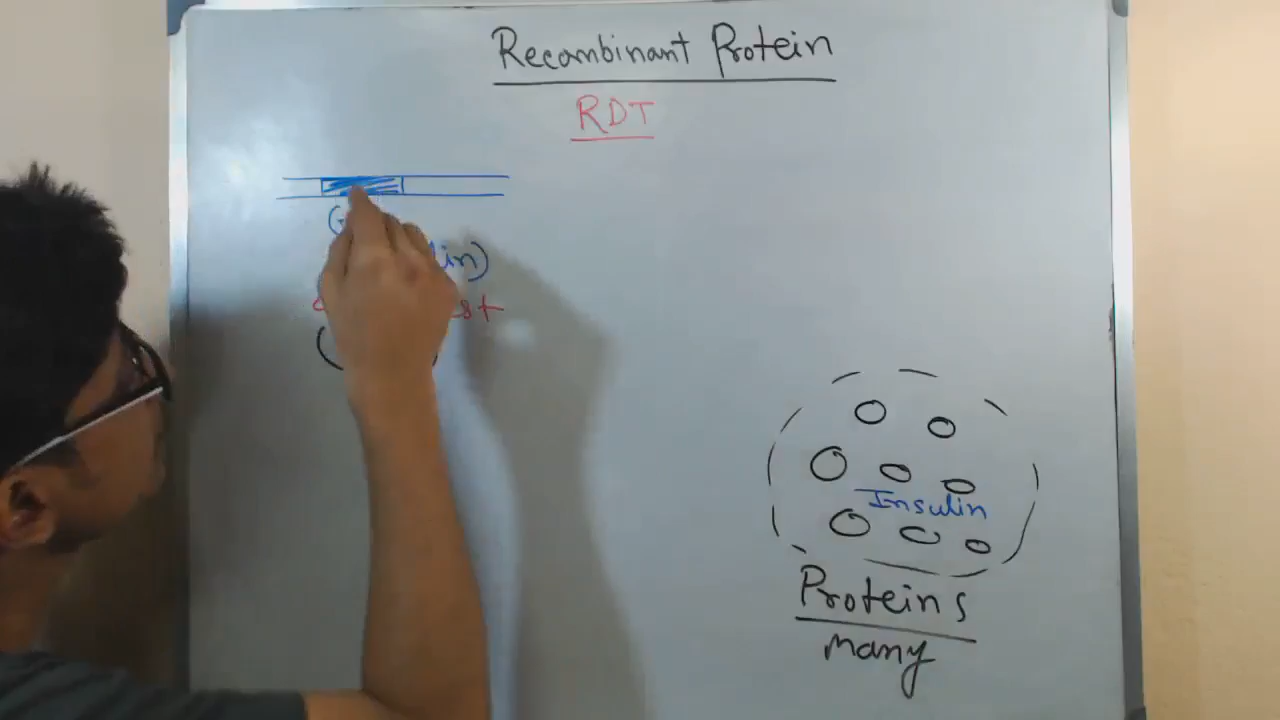 Recombinant Protein
RDT
Insulin
Proteins
many